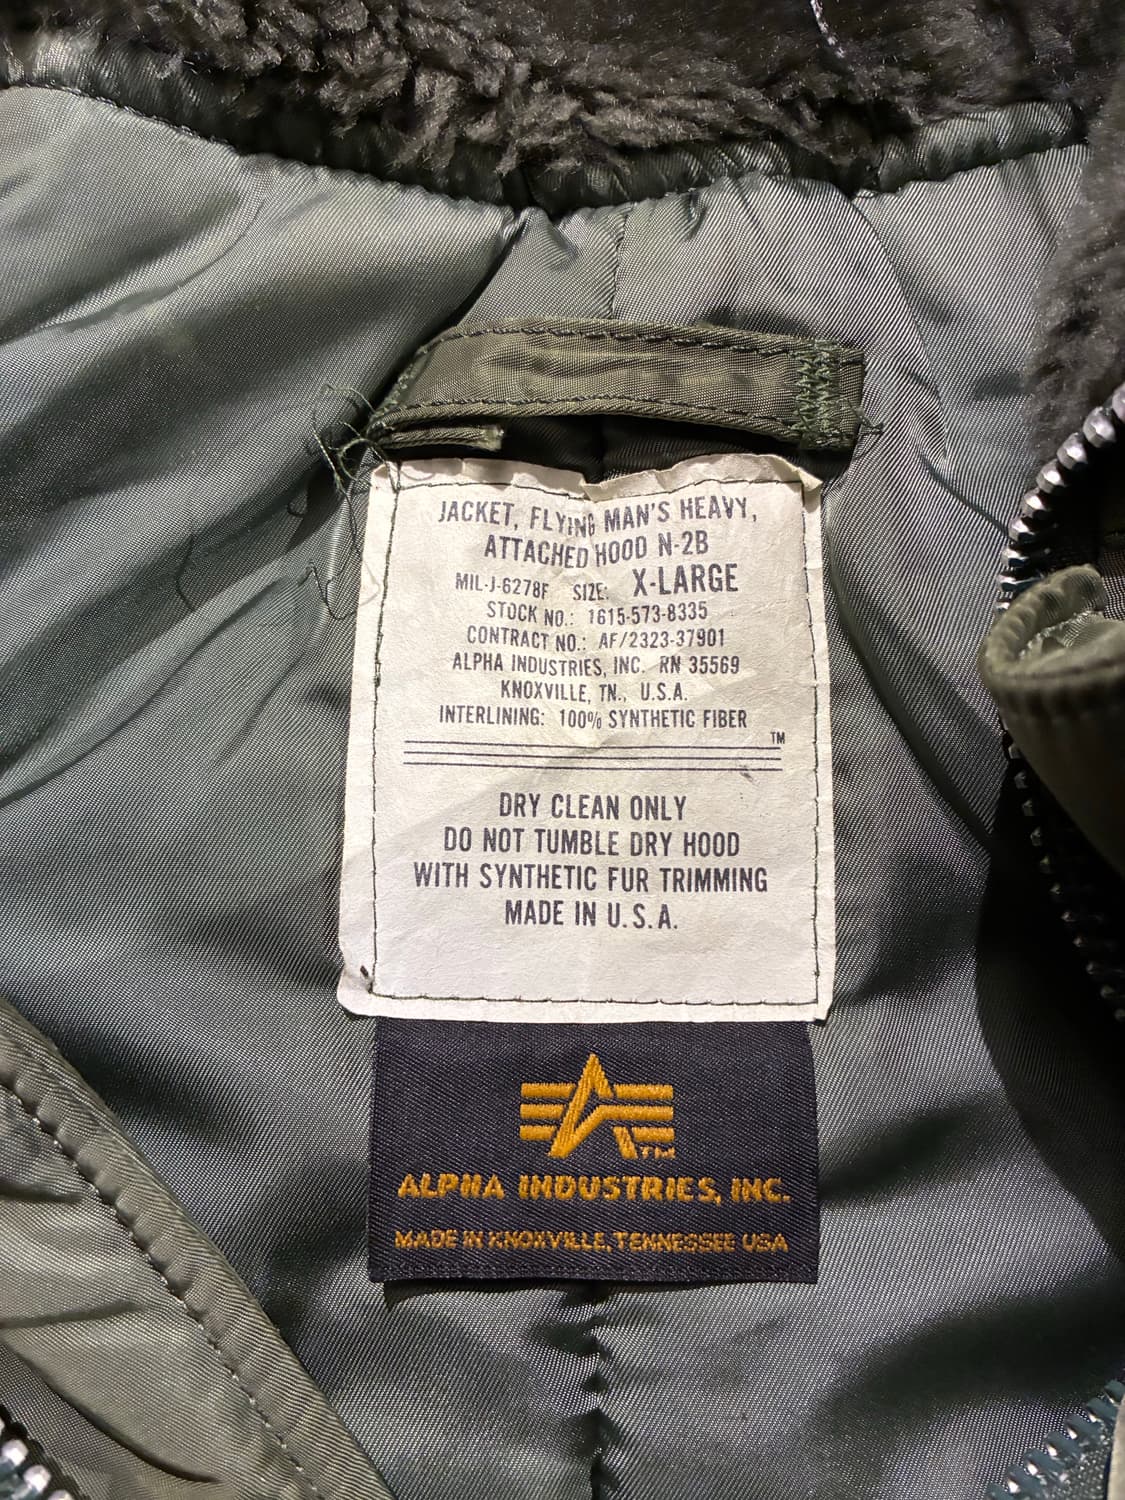 JACKET, FLYING MAN'S HEAVY,
ATTACHED HOOD N-2B
MIL-J-6278F SIZE: X-LARGE
STOCK NO.: 1615-573-8335
CONTRACT NO.: AF/2323-37901
ALPHA INDUSTRIES, INC. RN 35569
KNOXVILLE, TN., U.S.A.
INTERLINING: 100% SYNTHETIC FIBER
TM
DRY CLEAN ONLY
DO NOT TUMBLE DRY HOOD
WITH SYNTHETIC FUR TRIMMING
MADE IN U.S.A.
TM
ALPHA INDUSTRIES, INC.
MADE IN KNOXVILLE, TENNESSEE USA